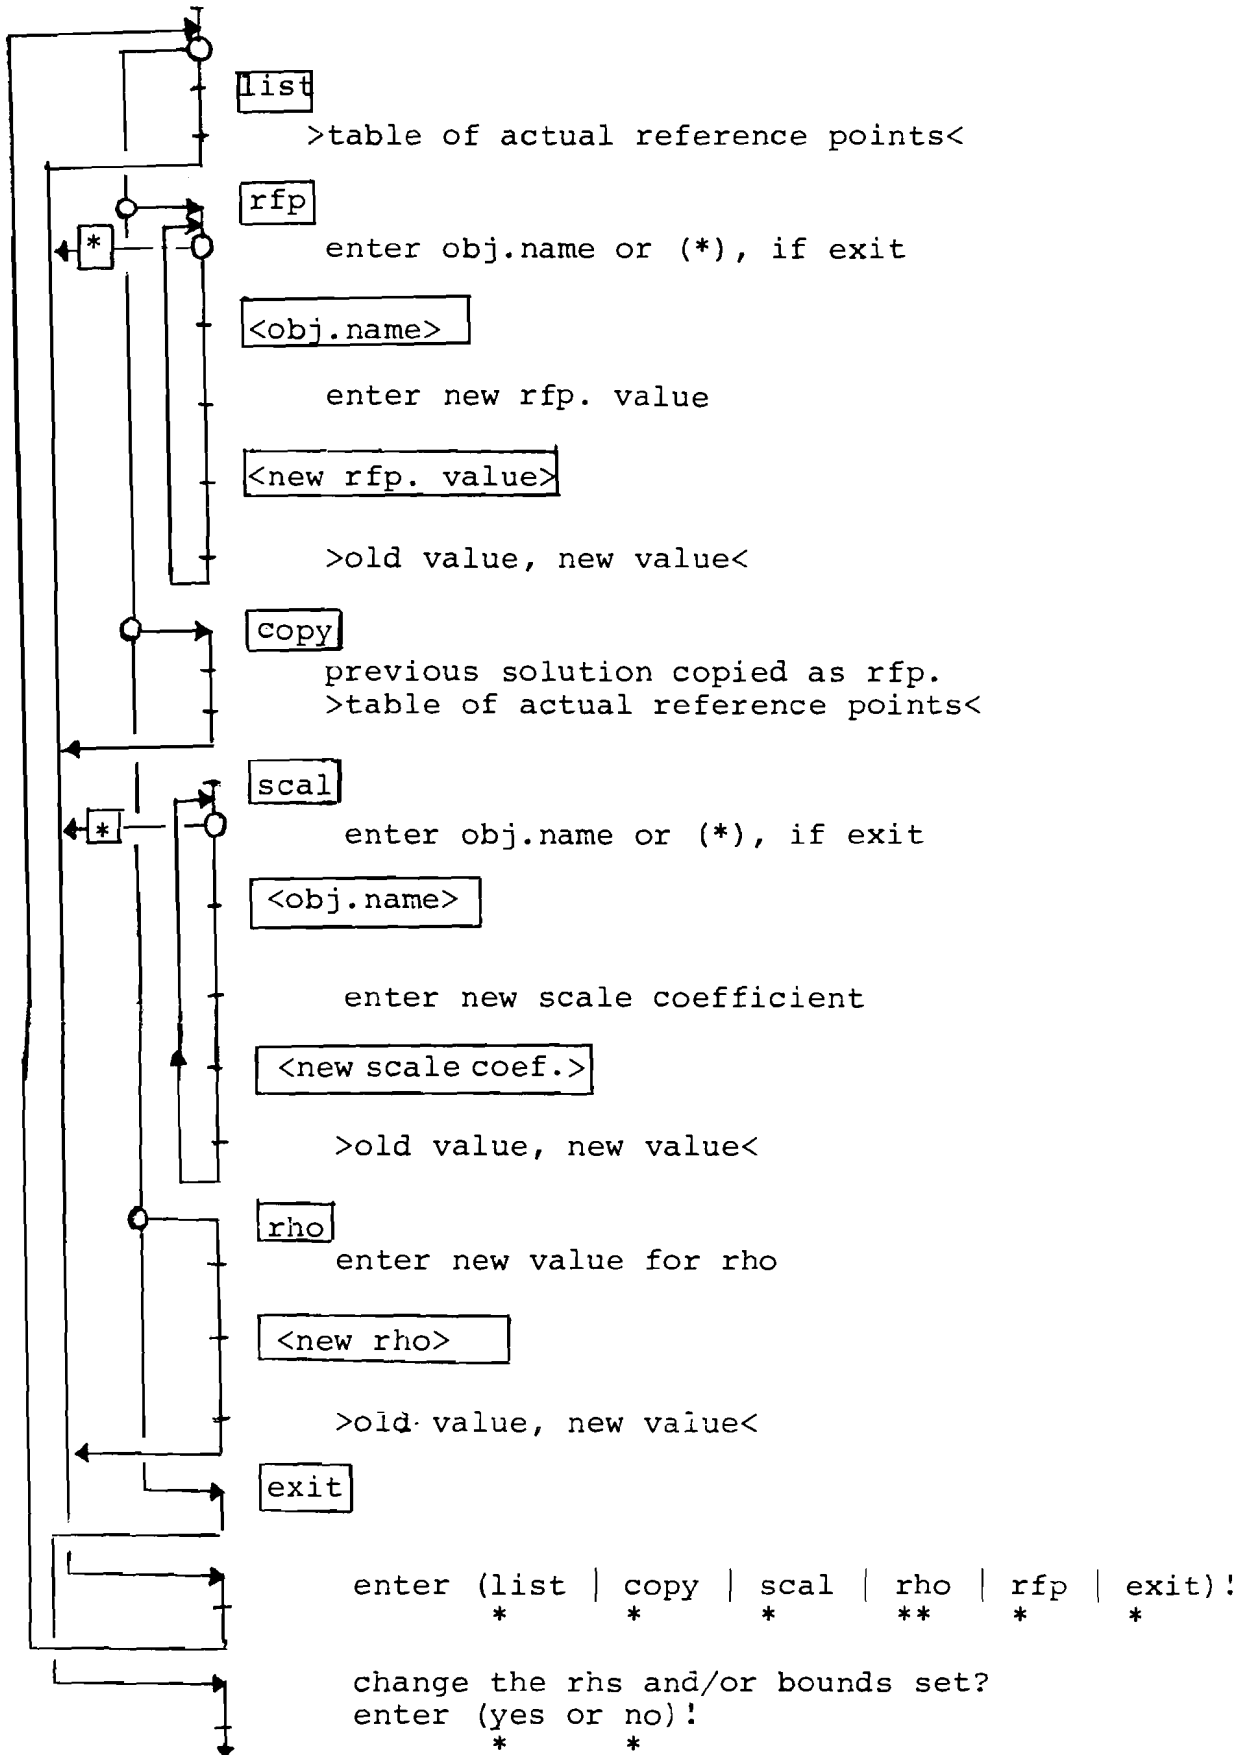 list
>table of actual reference points<
rfp
*
enter obj.name or (*), if exit
<obj.name>
enter new rfp. value
<new rfp. value>
>old value, new value<
copy
previous solution copied as rfp.
>table of actual reference points<
scal
*
enter obj.name or (*), if exit
<obj.name>
enter new scale coefficient
<new scale coef.>
>old value, new value<
rho
enter new value for rho
<new rho>
>old value, new value<
exit
enter (list | copy | scal | rho | rfp | exit)!
* * * ** * *
change the rhs and/or bounds set?
enter (yes or no)!
* *